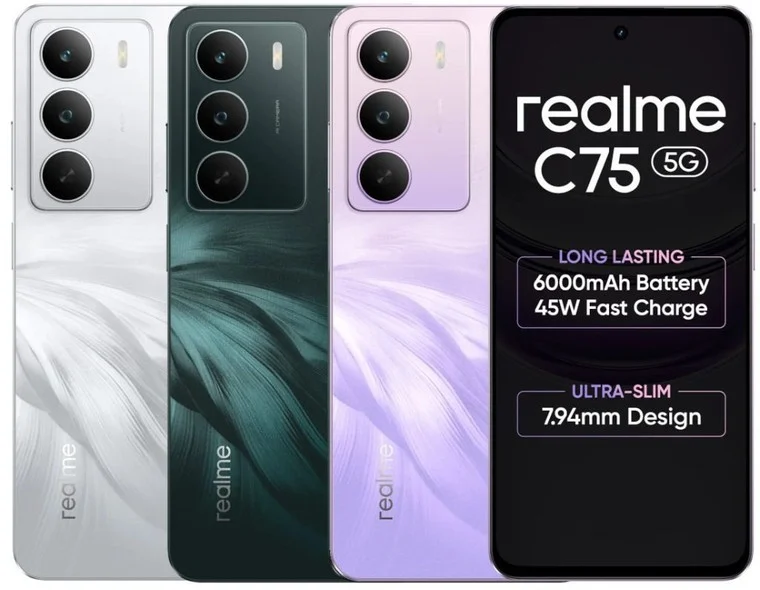 realme
C75 5G
LONG LASTING
6000mAh Battery
45W Fast Charge
ULTRA-SLIM
7.94mm Design
realme
realme
realme